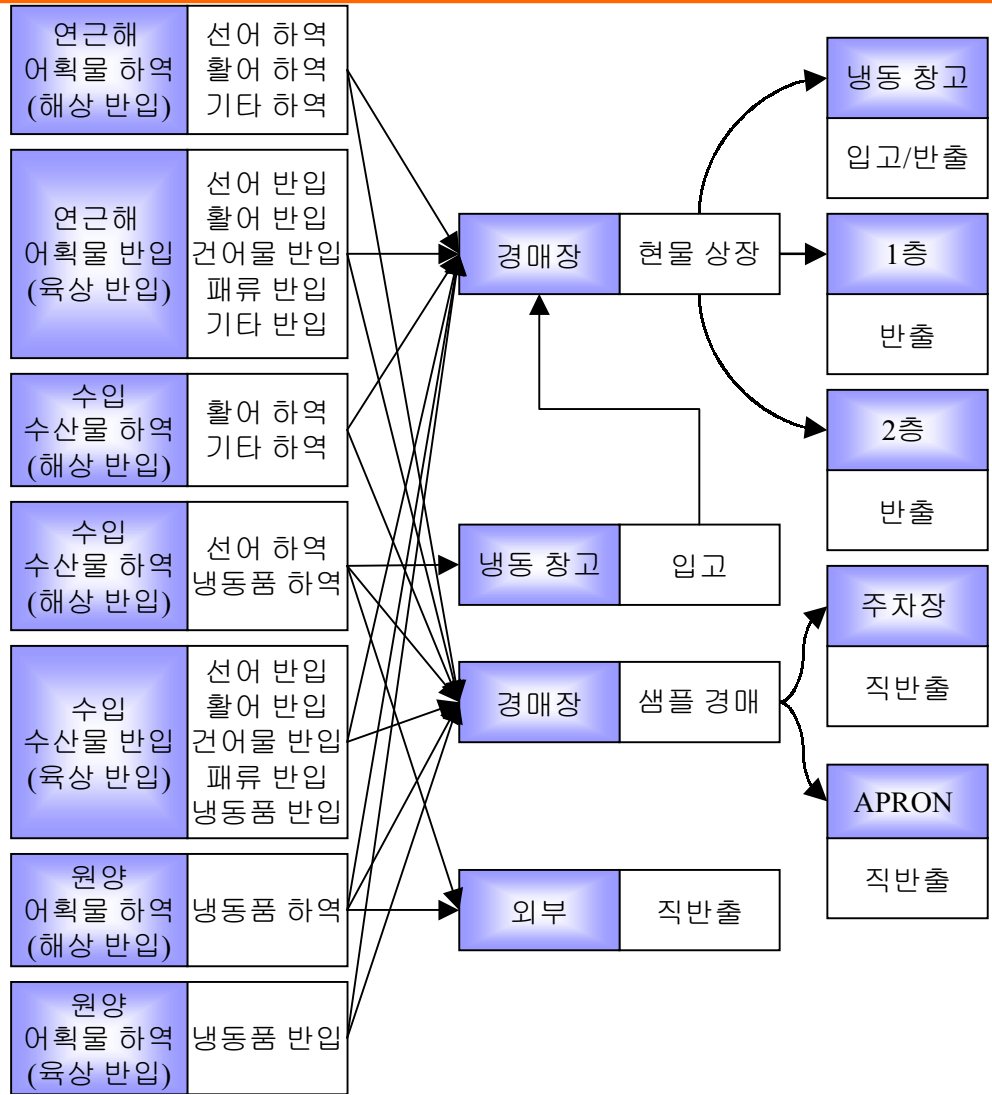 연근해
어획물 하역
(해상 반입)
선어 하역
활어 하역
기타 하역
연근해
어획물 반입
(육상 반입)
선어 반입
활어 반입
건어물 반입
패류 반입
기타 반입
수입
수산물 하역
(해상 반입)
활어 하역
기타 하역
수입
수산물 하역
(해상 반입)
선어 하역
냉동품 하역
수입
수산물 반입
(육상 반입)
선어 반입
활어 반입
건어물 반입
패류 반입
냉동품 반입
원양
어획물 하역
(해상 반입)
냉동품 하역
원양
어획물 하역
(육상 반입)
냉동품 반입
경매장
현물 상장
냉동 창고
입고
경매장
샘플 경매
외부
직반출
냉동 창고
입고/반출
1층
반출
2층
반출
주차장
직반출
APRON
직반출